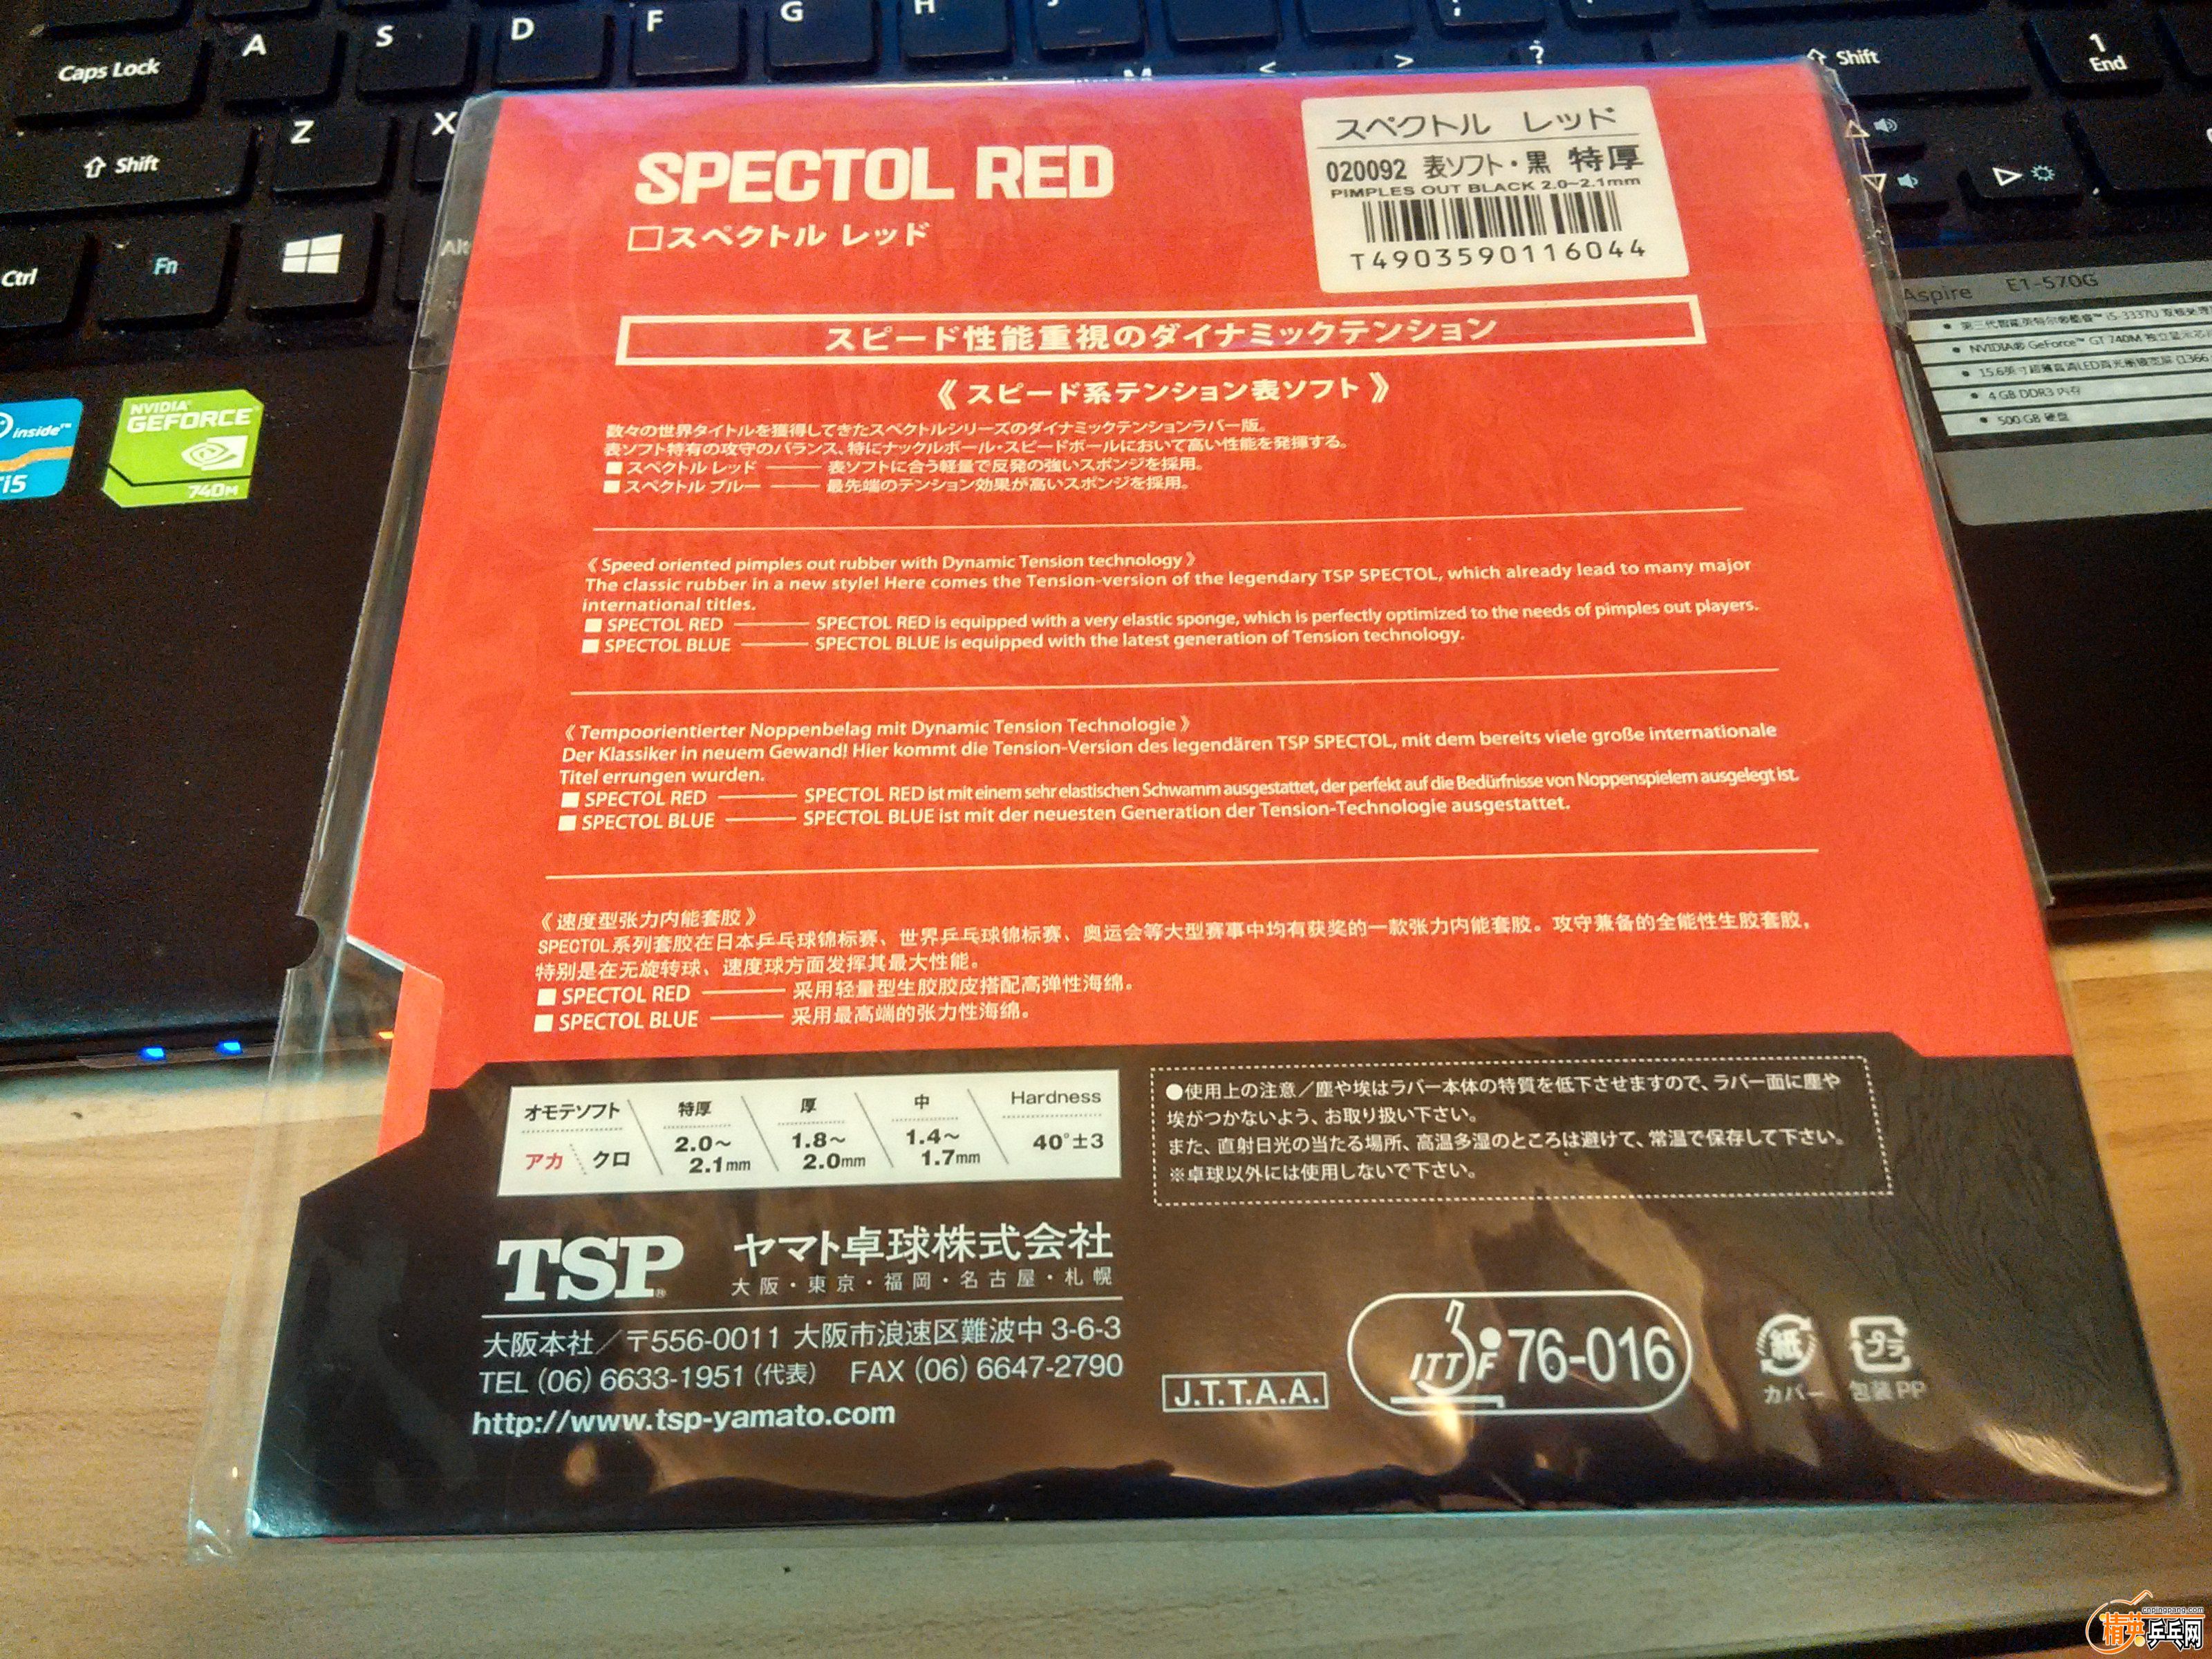 Caps Lock
A
S
D
F
G
H
Shift
1
End
Z
X
Shift
Ctrl
Fn
inside™
i5
NVIDIA®
GEFORCE
740M
Aspire E1-570G
NVIDIA® GeForce™ GT 740M 独立显示芯
4 GB DDR3 内存
500 GB 硬盘
スペクトル レッド
020092 表ソフト・黒 特厚
PIMPLES OUT BLACK 2.0~2.1mm
T4903590116044
SPECTOL RED
□スペクトル レッド
スピード性能重視のダイナミックテンション
《 スピード系テンション表ソフト 》
数々の世界タイトルを獲得してきたスペクトルシリーズのダイナミックテンションラバー版。
表ソフト特有の攻守のバランス、特にナックルボール・スピードボールにおいて高い性能を発揮する。
■ スペクトル レッド ―――― 表ソフトに合う軽量で反発の強いスポンジを採用。
■ スペクトル ブルー ―――― 最先端のテンション効果が高いスポンジを採用。
《 Speed oriented pimples out rubber with Dynamic Tension technology 》
The classic rubber in a new style! Here comes the Tension-version of the legendary TSP SPECTOL, which already lead to many major
international titles.
■ SPECTOL RED ―――― SPECTOL RED is equipped with a very elastic sponge, which is perfectly optimized to the needs of pimples out players.
■ SPECTOL BLUE ―――― SPECTOL BLUE is equipped with the latest generation of Tension technology.
《 Tempoorientierter Noppenbelag mit Dynamic Tension Technologie 》
Der Klassiker in neuem Gewand! Hier kommt die Tension-Version des legendären TSP SPECTOL, mit dem bereits viele große internationale
Titel errungen wurden.
■ SPECTOL RED ―――― SPECTOL RED ist mit einem sehr elastischen Schwamm ausgestattet, der perfekt auf die Bedürfnisse von Noppenspielern ausgelegt ist.
■ SPECTOL BLUE ―――― SPECTOL BLUE ist mit der neuesten Generation der Tension-Technologie ausgestattet.
《 速度型张力内能套胶 》
SPECTOL系列套胶在日本乒乓球锦标赛、世界乒乓球锦标赛、奥运会等大型赛事中均有获奖的一款张力内能套胶。攻守兼备的全能性生胶套胶，
特别是在无旋转球、速度球方面发挥其最大性能。
■ SPECTOL RED ―――― 采用轻量型生胶胶皮搭配高弹性海绵。
■ SPECTOL BLUE ―――― 采用最高端的张力性海绵。
オモテソフト 特厚 厚 中 Hardness
アカ クロ 2.0~2.1mm 1.8~2.0mm 1.4~1.7mm 40°±3
●使用上の注意／塵や埃はラバー本体の特質を低下させますので、ラバー面に塵や
埃がつかないよう、お取り扱い下さい。
また、直射日光の当たる場所、高温多湿のところは避けて、常温で保存して下さい。
※卓球以外には使用しないで下さい。
TSP® ヤマト卓球株式会社
大阪・東京・福岡・名古屋・札幌
大阪本社／〒556-0011 大阪市浪速区難波中 3-6-3
TEL (06) 6633-1951 (代表) FAX (06) 6647-2790
http://www.tsp-yamato.com
J.T.T.A.A.
ITTF 76-016
紙
カバー
プラ
包装 PP
cnpingpang.com
精英乒乓网